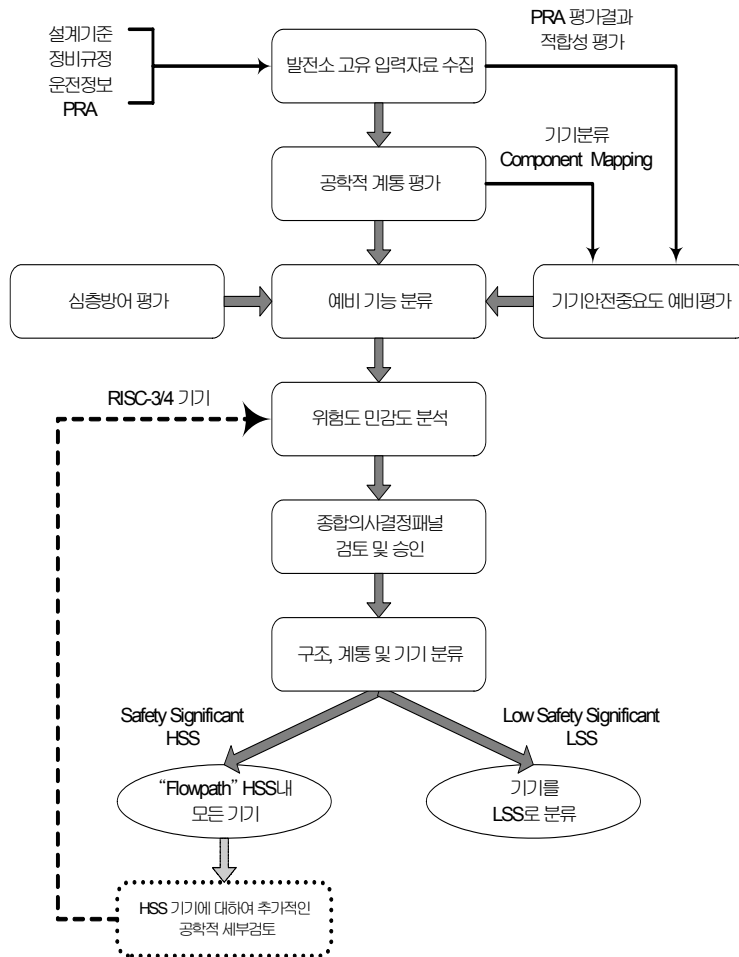 설계기준
정비규정
운전정보
PRA
발전소 고유 입력자료 수집
PRA 평가결과
적합성 평가
공학적 계통 평가
기기분류
Component Mapping
심층방어 평가
예비 기능 분류
기기안전중요도 예비평가
RISC-3/4 기기
위험도 민감도 분석
종합의사결정패널
검토 및 승인
구조, 계통 및 기기 분류
Safety Significant
HSS
Low Safety Significant
LSS
“Flowpath” HSS내
모든 기기
기기를
LSS로 분류
HSS 기기에 대하여 추가적인
공학적 세부검토